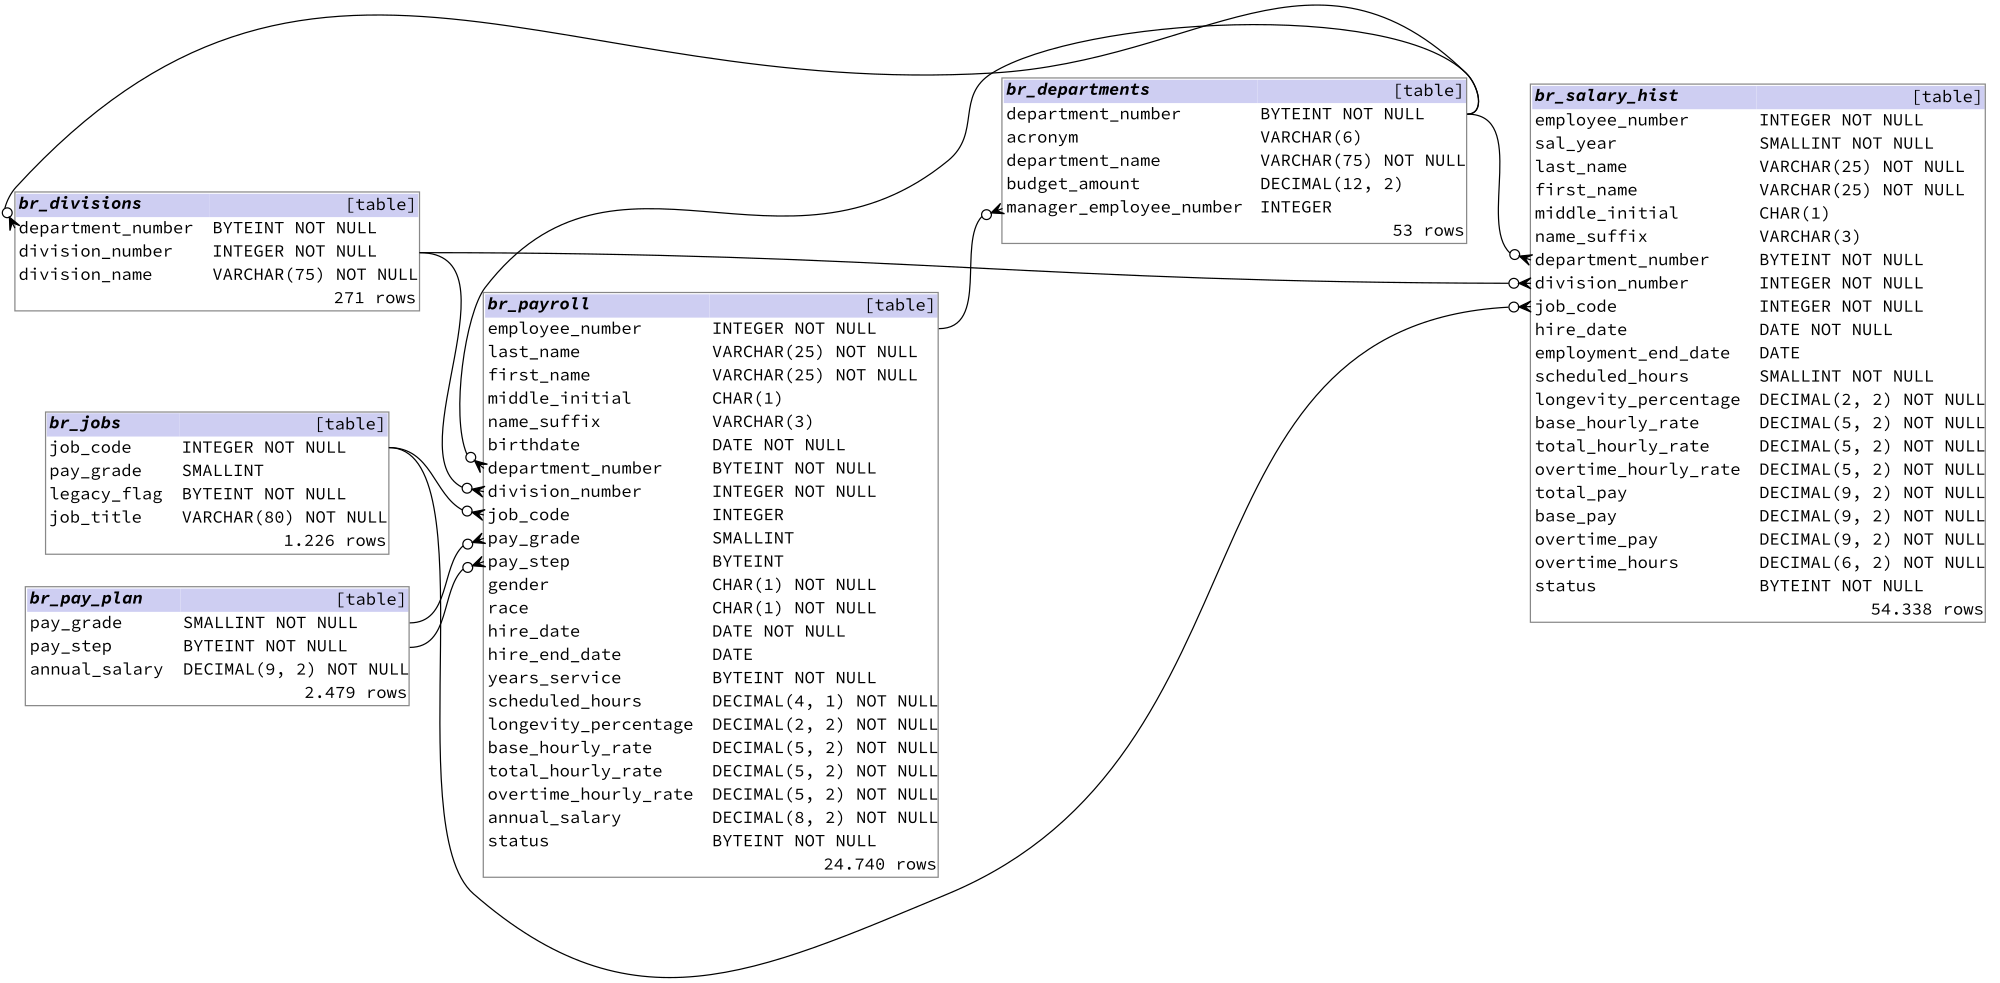 br_departments [table]
department_number BYTEINT NOT NULL
acronym VARCHAR(6)
department_name VARCHAR(75) NOT NULL
budget_amount DECIMAL(12, 2)
manager_employee_number INTEGER
53 rows
br_salary_hist [table]
employee_number INTEGER NOT NULL
sal_year SMALLINT NOT NULL
last_name VARCHAR(25) NOT NULL
first_name VARCHAR(25) NOT NULL
middle_initial CHAR(1)
name_suffix VARCHAR(3)
department_number BYTEINT NOT NULL
division_number INTEGER NOT NULL
job_code INTEGER NOT NULL
hire_date DATE NOT NULL
employment_end_date DATE
scheduled_hours SMALLINT NOT NULL
longevity_percentage DECIMAL(2, 2) NOT NULL
base_hourly_rate DECIMAL(5, 2) NOT NULL
total_hourly_rate DECIMAL(5, 2) NOT NULL
overtime_hourly_rate DECIMAL(5, 2) NOT NULL
total_pay DECIMAL(9, 2) NOT NULL
base_pay DECIMAL(9, 2) NOT NULL
overtime_pay DECIMAL(9, 2) NOT NULL
overtime_hours DECIMAL(6, 2) NOT NULL
status BYTEINT NOT NULL
54.338 rows
br_divisions [table]
department_number BYTEINT NOT NULL
division_number INTEGER NOT NULL
division_name VARCHAR(75) NOT NULL
271 rows
br_payroll [table]
employee_number INTEGER NOT NULL
last_name VARCHAR(25) NOT NULL
first_name VARCHAR(25) NOT NULL
middle_initial CHAR(1)
name_suffix VARCHAR(3)
birthdate DATE NOT NULL
department_number BYTEINT NOT NULL
division_number INTEGER NOT NULL
job_code INTEGER
pay_grade SMALLINT
pay_step BYTEINT
gender CHAR(1) NOT NULL
race CHAR(1) NOT NULL
hire_date DATE NOT NULL
hire_end_date DATE
years_service BYTEINT NOT NULL
scheduled_hours DECIMAL(4, 1) NOT NULL
longevity_percentage DECIMAL(2, 2) NOT NULL
base_hourly_rate DECIMAL(5, 2) NOT NULL
total_hourly_rate DECIMAL(5, 2) NOT NULL
overtime_hourly_rate DECIMAL(5, 2) NOT NULL
annual_salary DECIMAL(8, 2) NOT NULL
status BYTEINT NOT NULL
24.740 rows
br_jobs [table]
job_code INTEGER NOT NULL
pay_grade SMALLINT
legacy_flag BYTEINT NOT NULL
job_title VARCHAR(80) NOT NULL
1.226 rows
br_pay_plan [table]
pay_grade SMALLINT NOT NULL
pay_step BYTEINT NOT NULL
annual_salary DECIMAL(9, 2) NOT NULL
2.479 rows